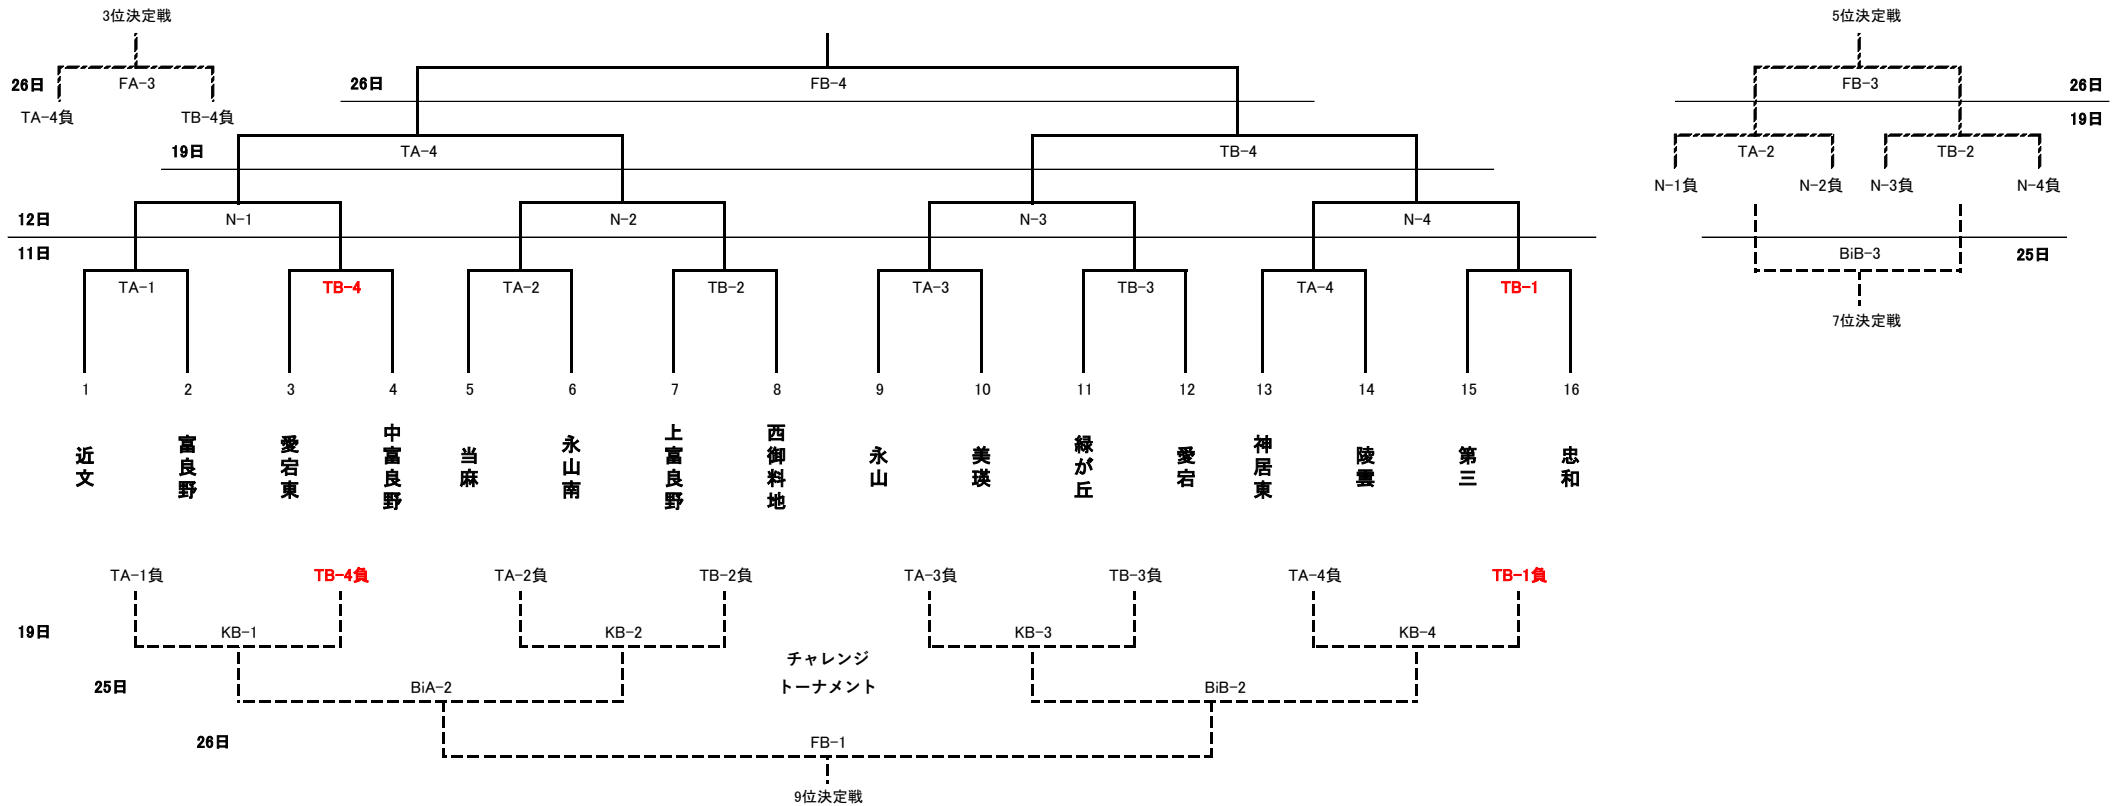 3位決定戦
5位決定戦
26日
FA-3
26日
FB-4
FB-3
26日
TA-4負
TB-4負
19日
19日
TA-4
TB-4
TA-2
TB-2
N-1負
N-2負
N-3負
N-4負
12日
N-1
N-2
N-3
N-4
11日
BiB-3
25日
TA-1
TB-4
TA-2
TB-2
TA-3
TB-3
TA-4
TB-1
7位決定戦
1
2
3
4
5
6
7
8
9
10
11
12
13
14
15
16
近文
富良野
愛宕東
中富良野
当麻
永山南
上富良野
西御料地
永山
美瑛
緑が丘
愛宕
神居東
陵雲
第三
忠和
TA-1負
TB-4負
TA-2負
TB-2負
TA-3負
TB-3負
TA-4負
TB-1負
19日
KB-1
KB-2
KB-3
KB-4
チャレンジ
トーナメント
25日
BiA-2
BiB-2
26日
FB-1
9位決定戦